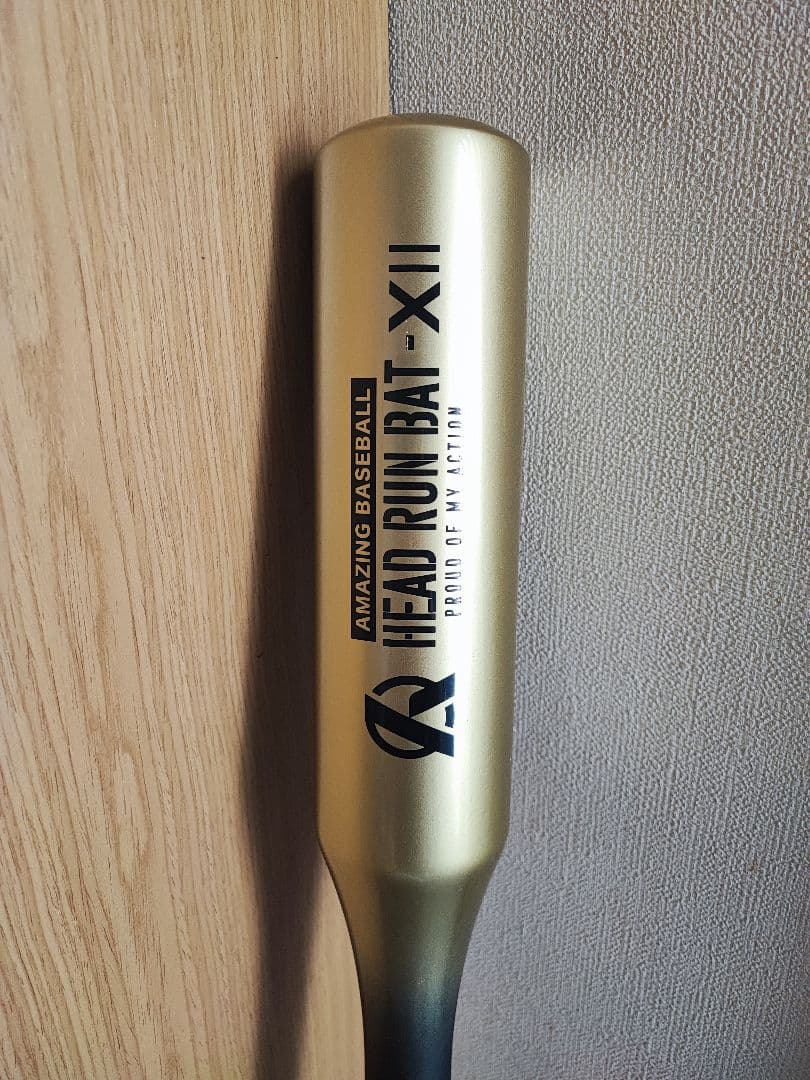 AMAZING BASEBALL
HEAD RUN BAT - XII
PROUD OF MY ACTION